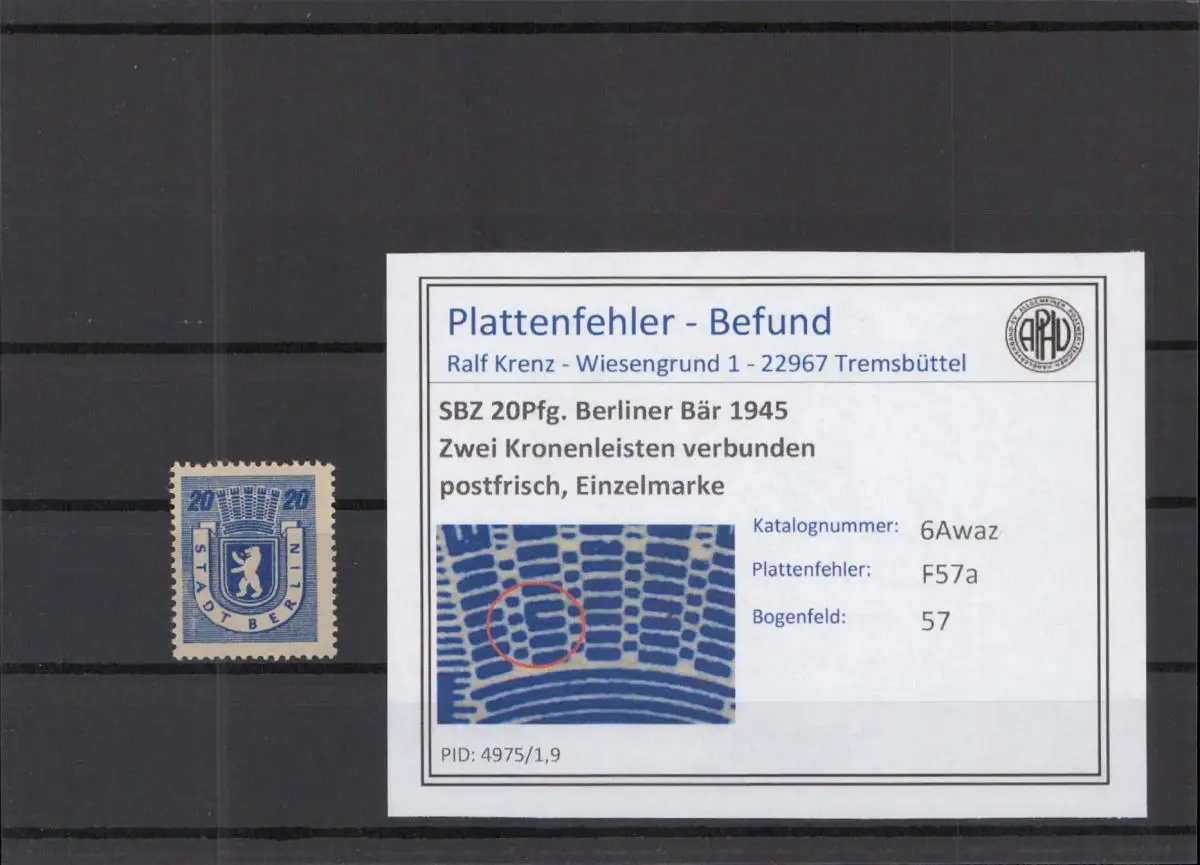 20 20
STADT BERLIN
Plattenfehler - Befund
APHV
Ralf Krenz - Wiesengrund 1 - 22967 Tremsbüttel
SBZ 20Pfg. Berliner Bär 1945
Zwei Kronenleisten verbunden
postfrisch, Einzelmarke
Katalognummer: 6Awaz
Plattenfehler: F57a
Bogenfeld: 57
PID: 4975/1,9